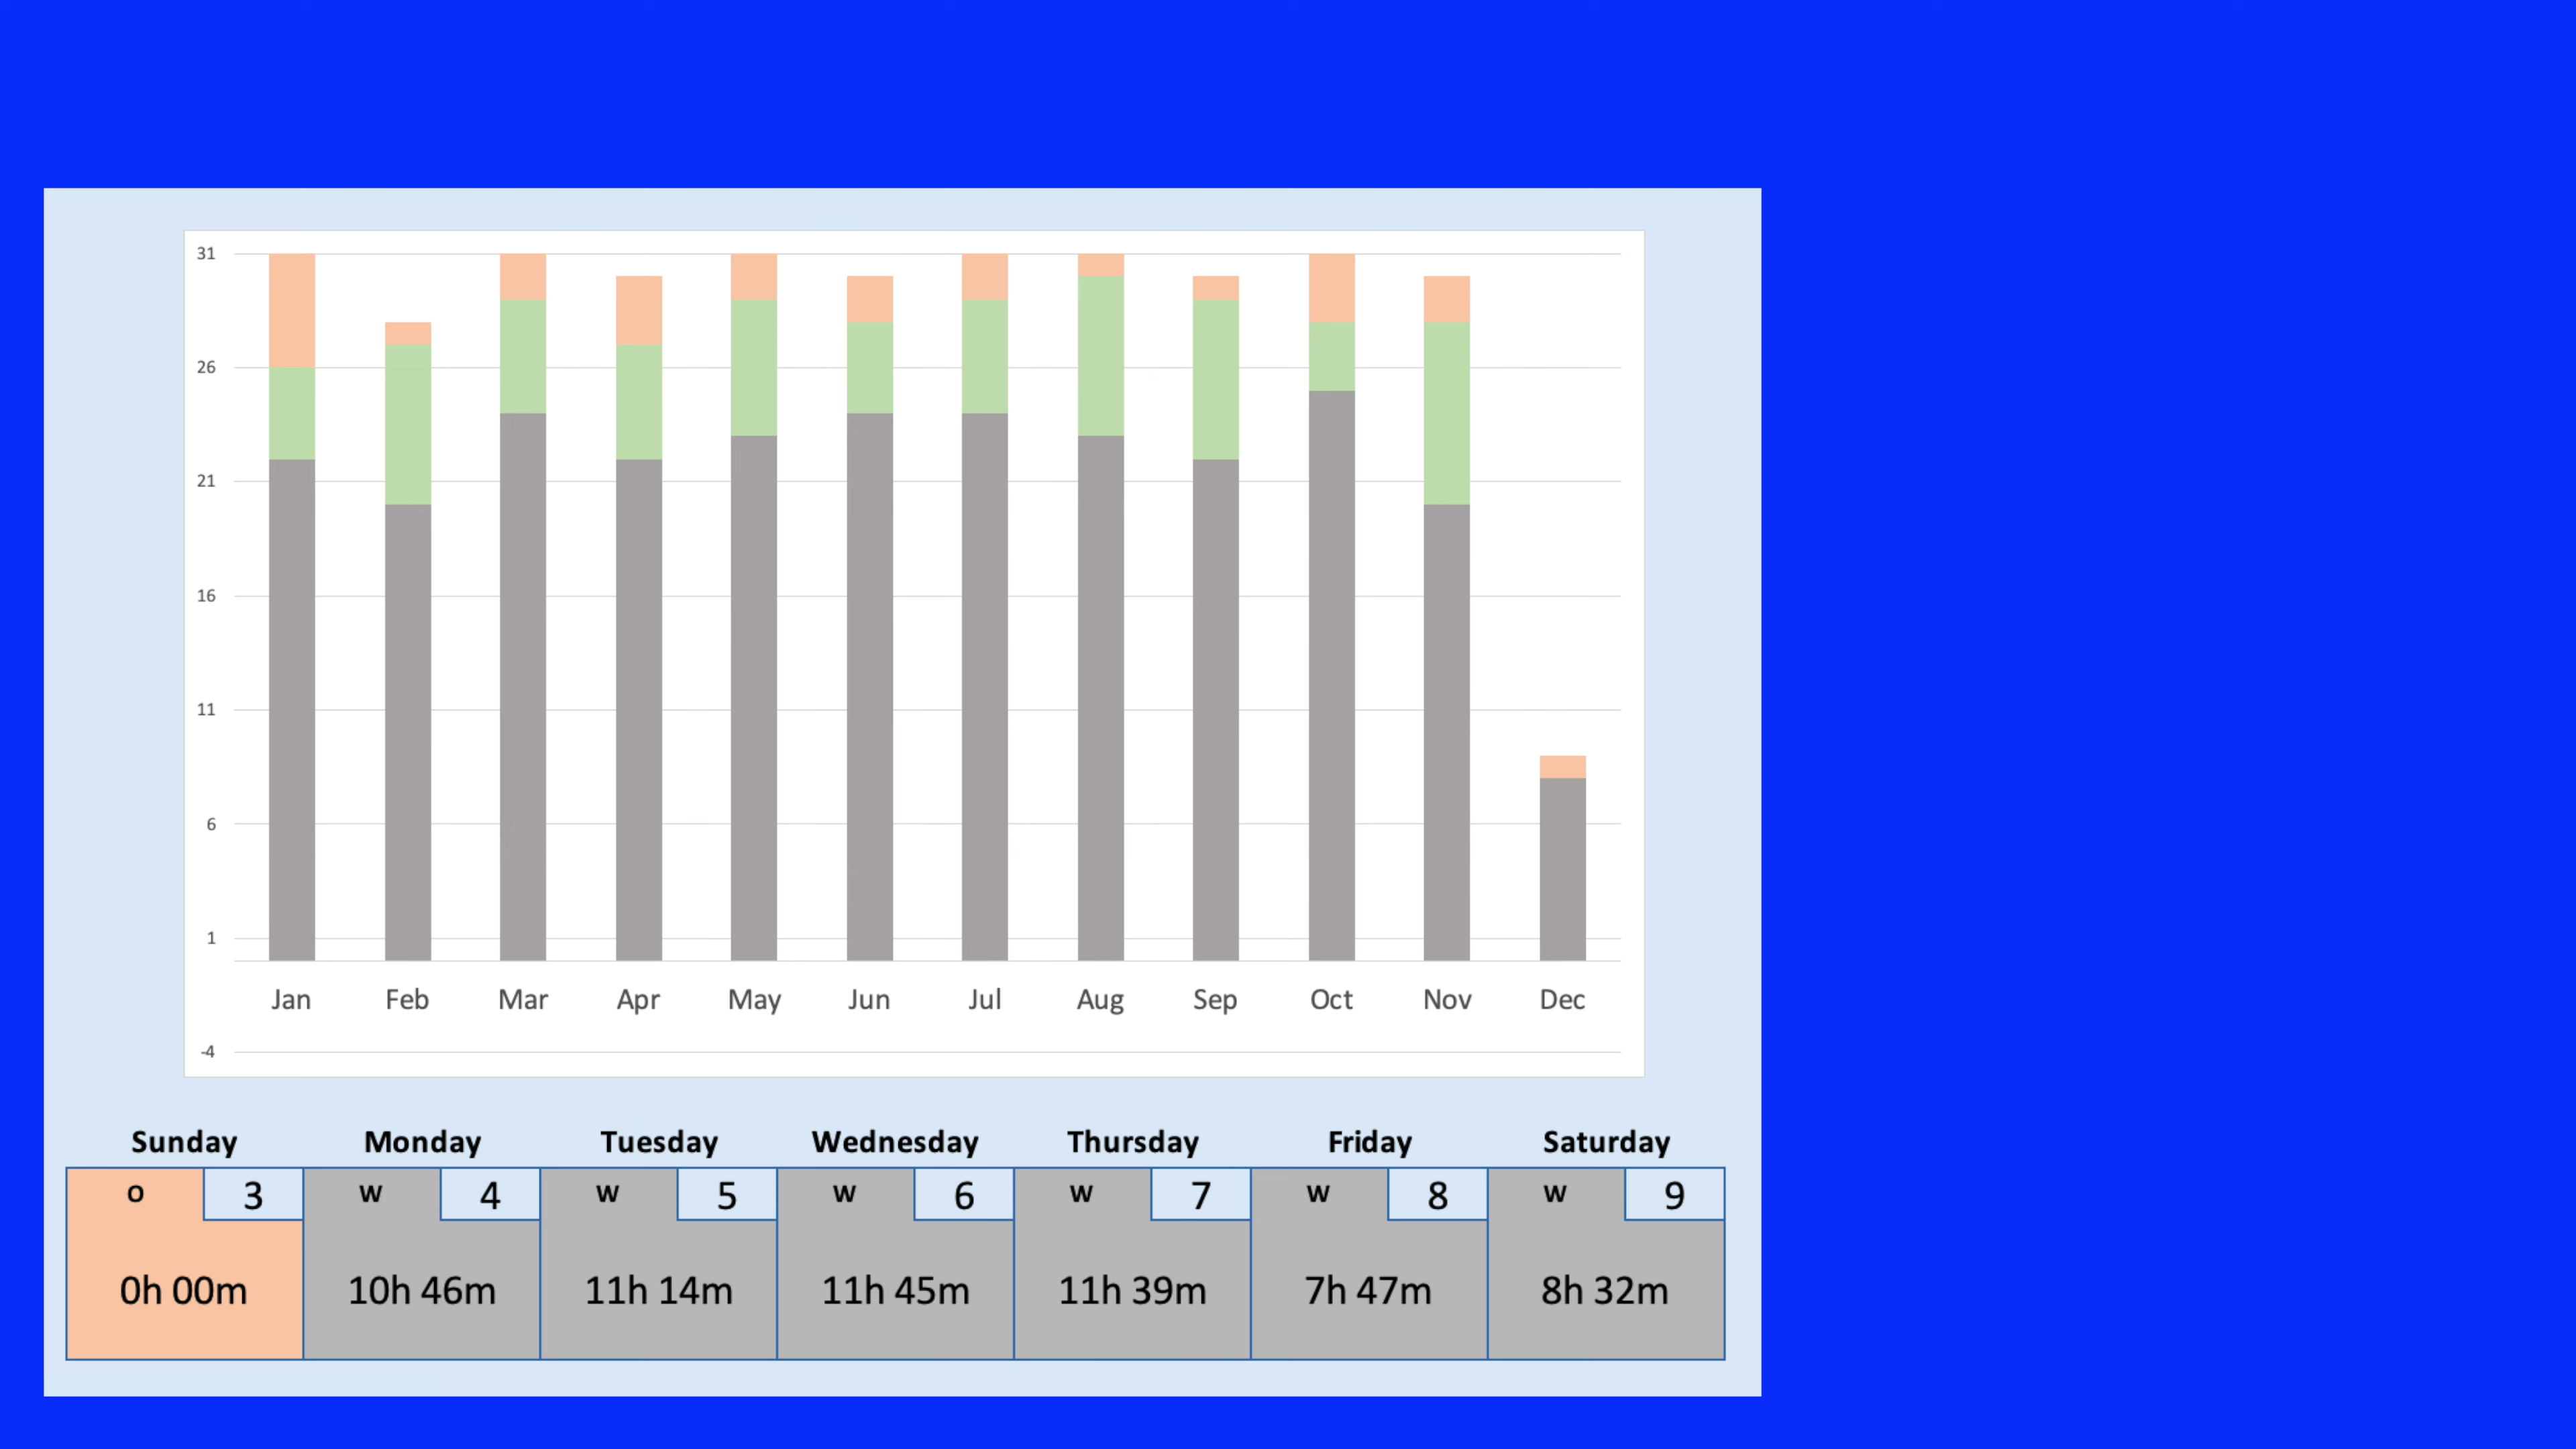 31
26
21
16
11
6
1
Jan Feb Mar Apr May Jun Jul Aug Sep Oct Nov Dec
-4
Sunday Monday Tuesday Wednesday Thursday Friday Saturday
o 3 w 4 w 5 w 6 w 7 w 8 w 9
0h 00m 10h 46m 11h 14m 11h 45m 11h 39m 7h 47m 8h 32m